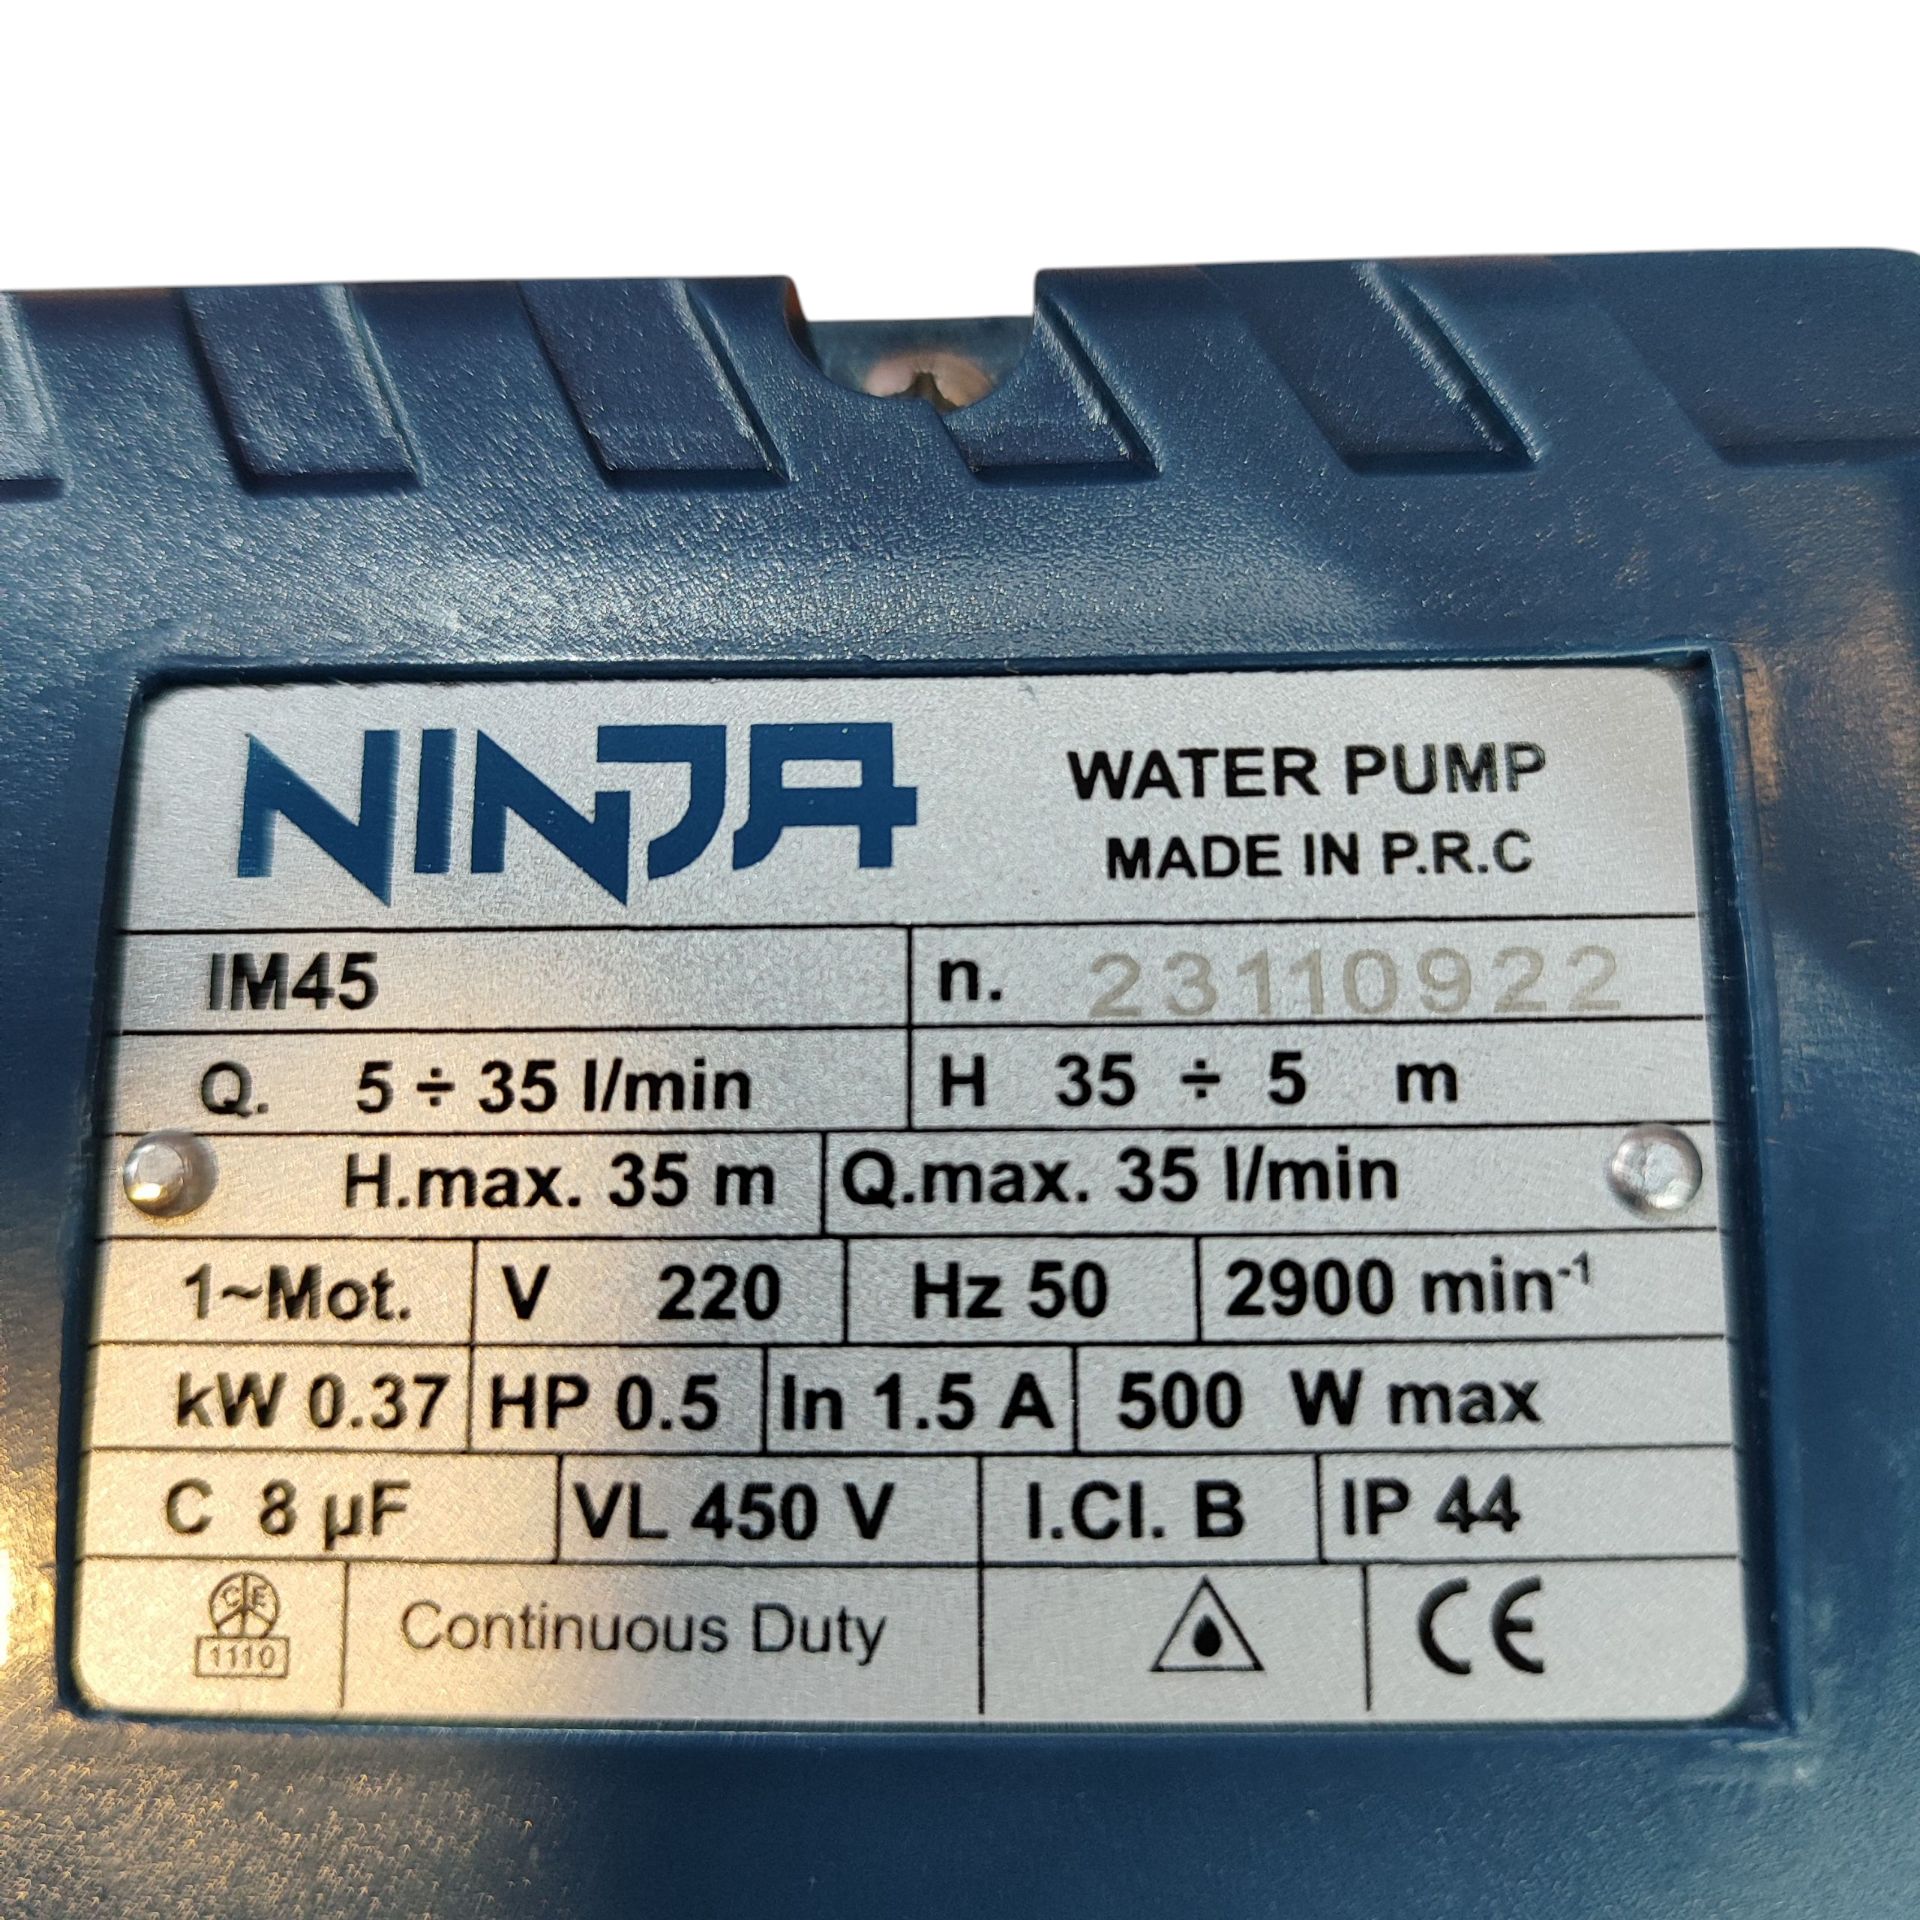 NINJA
WATER PUMP
MADE IN P.R.C
IM45 n. 23110922
Q. 5 ÷ 35 l/min H 35 ÷ 5 m
H.max. 35 m Q.max. 35 l/min
1~Mot. V 220 Hz 50 2900 min⁻¹
kW 0.37 HP 0.5 In 1.5 A 500 W max
C 8 µF VL 450 V I.Cl. B IP 44
CE
1110
Continuous Duty CE